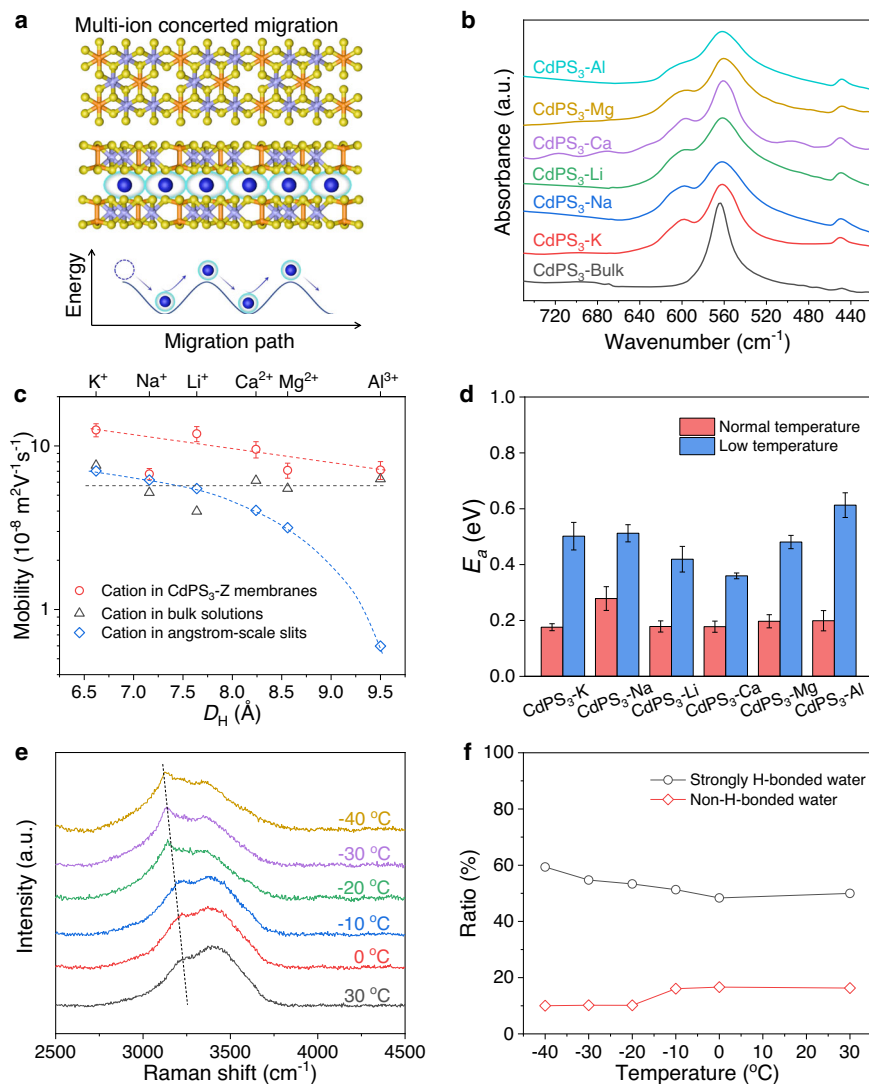 a
Multi-ion concerted migration
Energy
Migration path
b
Absorbance (a.u.)
CdPS3-Al
CdPS3-Mg
CdPS3-Ca
CdPS3-Li
CdPS3-Na
CdPS3-K
CdPS3-Bulk
720 680 640 600 560 520 480 440
Wavenumber (cm-1)
c
K+ Na+ Li+ Ca2+ Mg2+ Al3+
Mobility (10-8 m2V-1s-1)
10
1
Cation in CdPS3-Z membranes
Cation in bulk solutions
Cation in angstrom-scale slits
6.5 7.0 7.5 8.0 8.5 9.0 9.5
DH (Å)
d
Ea (eV)
1.0
0.8
0.6
0.4
0.2
0.0
Normal temperature
Low temperature
CdPS3-K CdPS3-Na CdPS3-Li CdPS3-Ca CdPS3-Mg CdPS3-Al
e
Intensity (a.u.)
-40 °C
-30 °C
-20 °C
-10 °C
0 °C
30 °C
2500 3000 3500 4000 4500
Raman shift (cm-1)
f
Ratio (%)
100
80
60
40
20
0
Strongly H-bonded water
Non-H-bonded water
-40 -30 -20 -10 0 10 20 30
Temperature (°C)